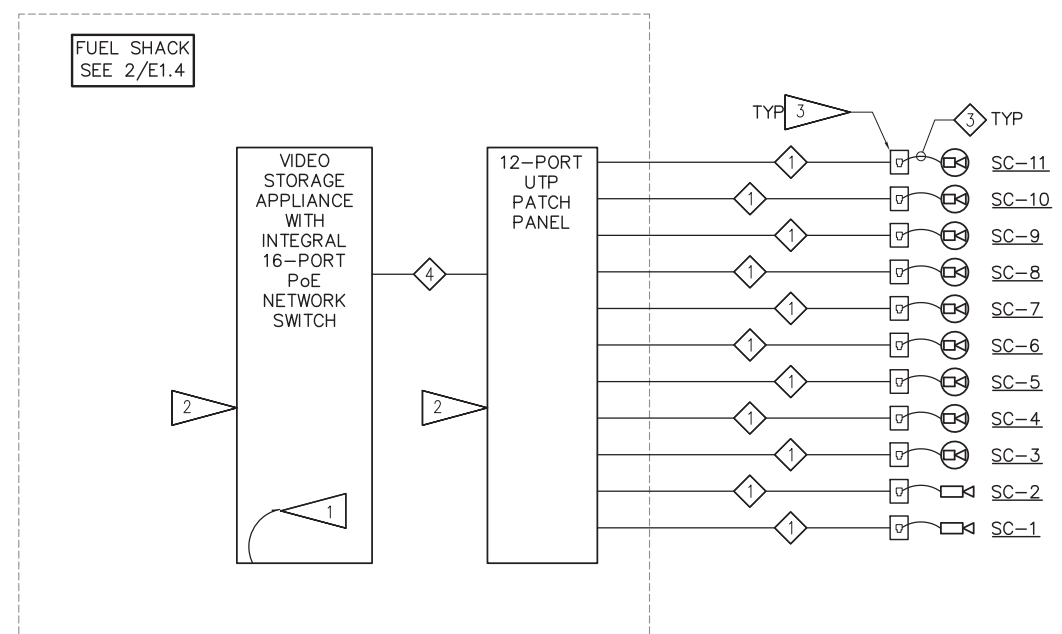 FUEL SHACK
SEE 2/E1.4
TYP
3
3
TYP
VIDEO
STORAGE
APPLIANCE
WITH
INTEGRAL
16-PORT
PoE
NETWORK
SWITCH
12-PORT
UTP
PATCH
PANEL
1
SC-11
1
SC-10
1
SC-9
4
1
SC-8
1
SC-7
1
SC-6
1
SC-5
2
2
1
SC-4
1
SC-3
1
SC-2
1
1
SC-1